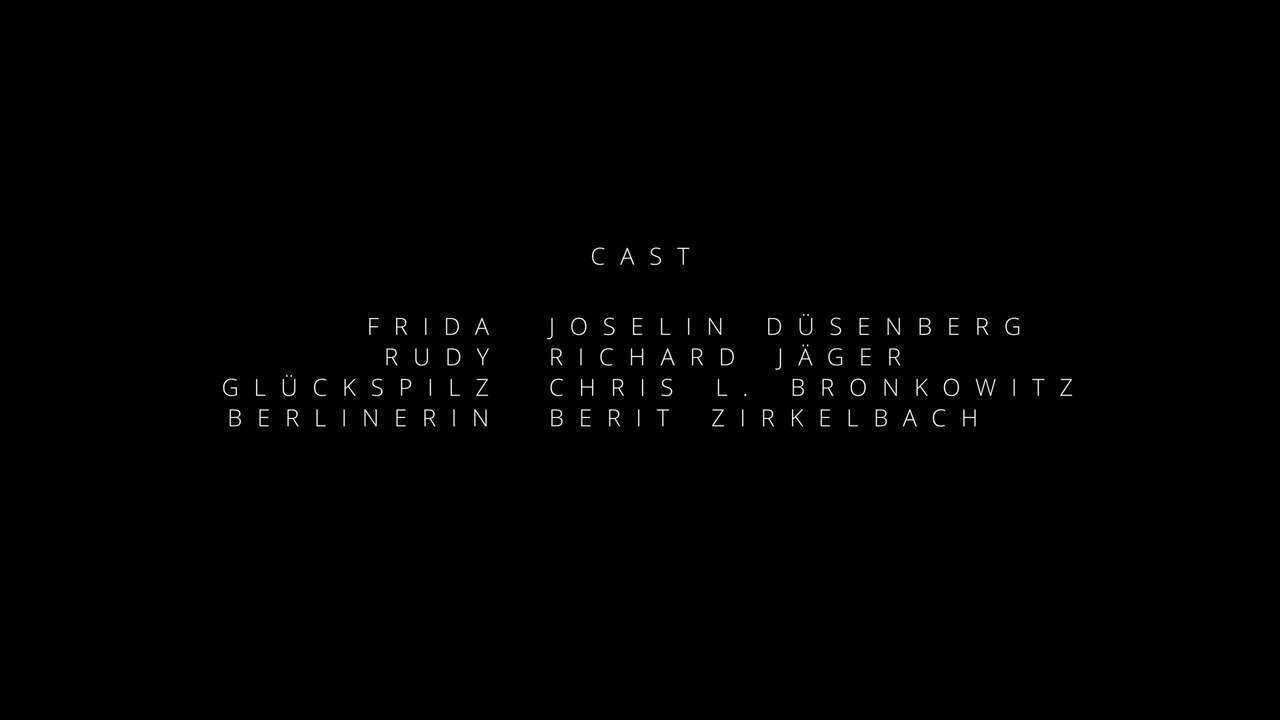 CAST
FRIDA JOSELIN DÜSENBERG
RUDY RICHARD JÄGER
GLÜCKSPILZ CHRIS L. BRONKOWITZ
BERLINERIN BERIT ZIRKELBACH